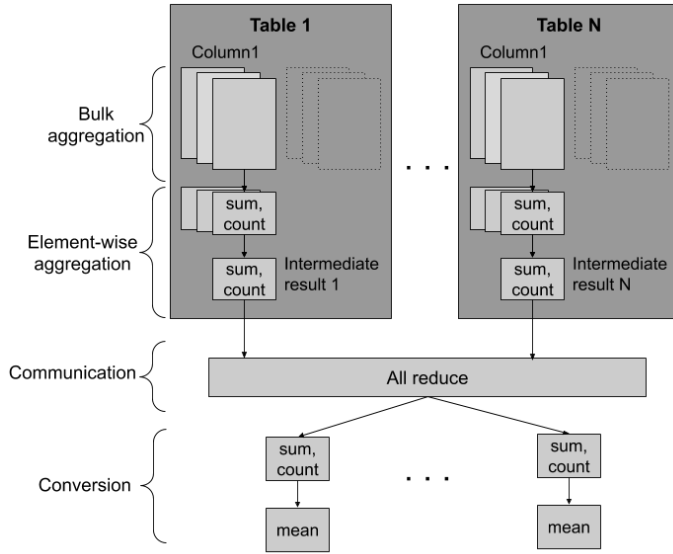 Table 1
Table N
Column1
Column1
Bulk
aggregation
. . .
sum,
count
sum,
count
Element-wise
aggregation
sum,
count
Intermediate
result 1
sum,
count
Intermediate
result N
Communication
All reduce
Conversion
sum,
count
. . .
sum,
count
mean
mean